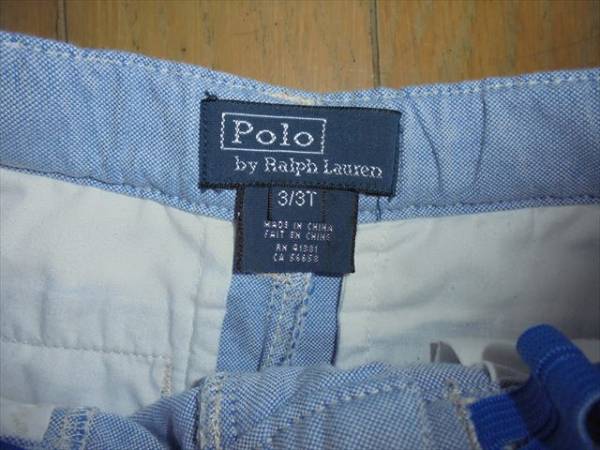 Polo
by Ralph Lauren
3/3T
MADE IN CHINA
FAIT EN CHINE
RN 41381
CA 56658